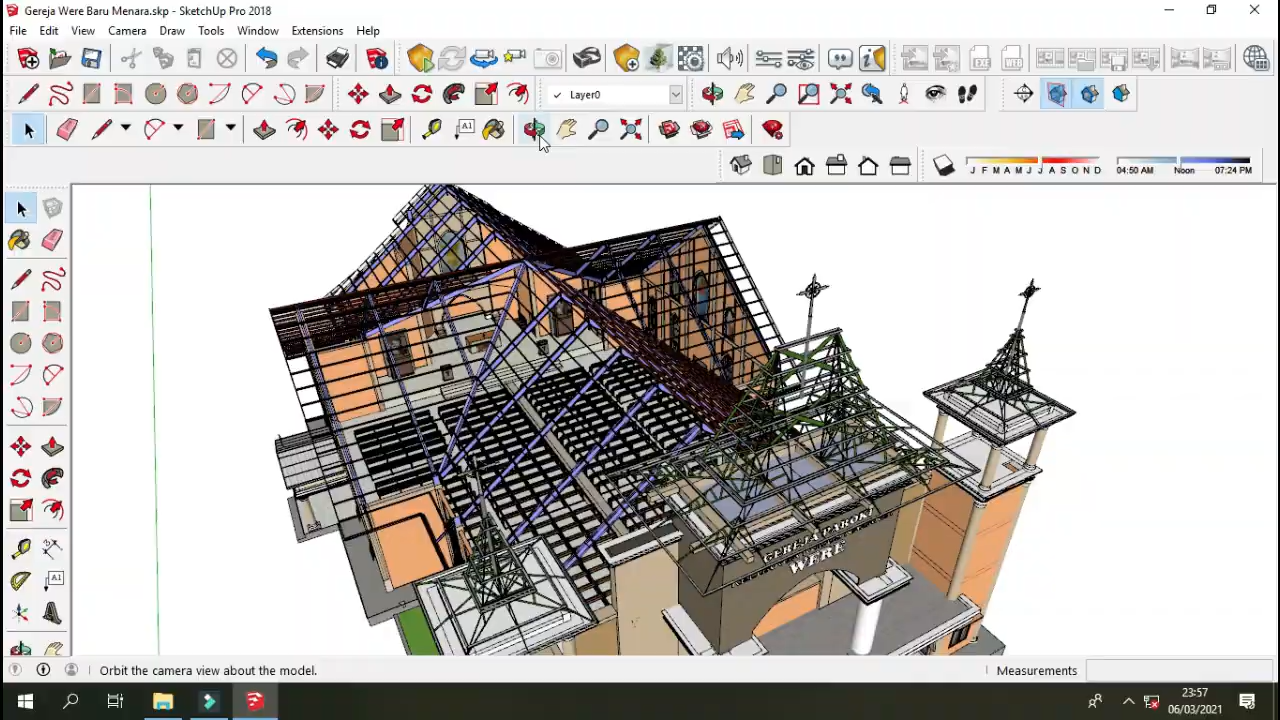 Gereja Were Baru Menara.skp - SketchUp Pro 2018
File Edit View Camera Draw Tools Window Extensions Help
Layer0
A1
J F M A M J J A S O N D 04:50 AM Noon 07:24 PM
GEREJA PAROKI
WERE
A1
Orbit the camera view about the model.
Measurements
23:57
06/03/2021